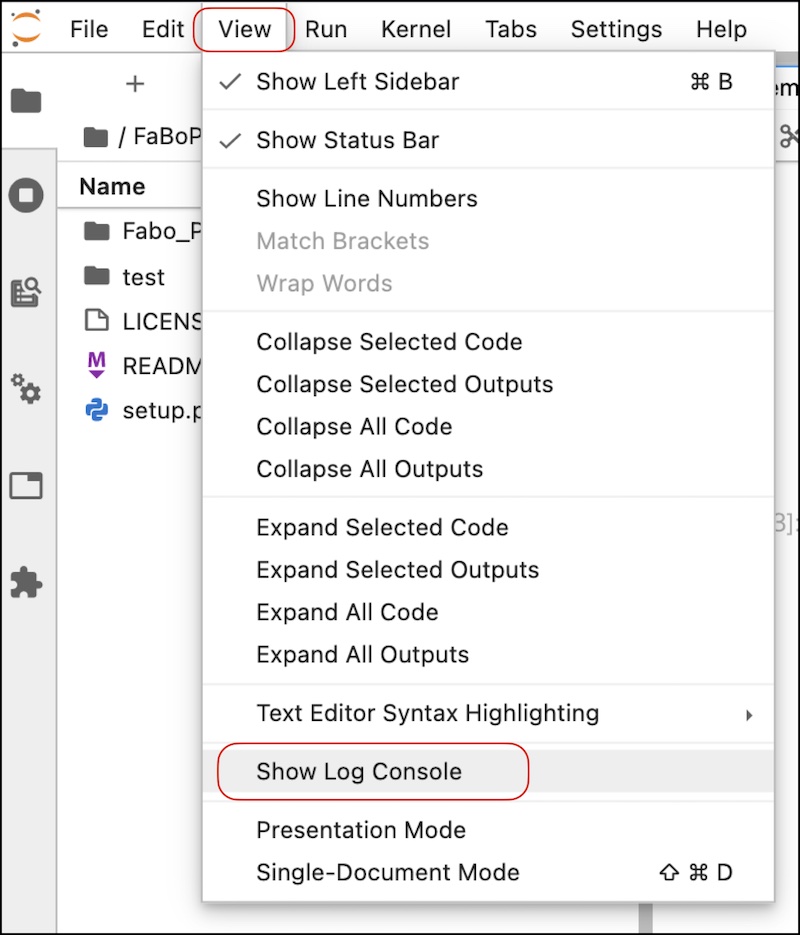 File Edit View Run Kernel Tabs Settings Help
Show Left Sidebar ⌘ B
/ FaBoP
Show Status Bar
Name
Show Line Numbers
Fabo_P
Match Brackets
test
Wrap Words
LICENS
Collapse Selected Code
READM
Collapse Selected Outputs
setup.p
Collapse All Code
Collapse All Outputs
Expand Selected Code
3]:
Expand Selected Outputs
Expand All Code
Expand All Outputs
Text Editor Syntax Highlighting
Show Log Console
Presentation Mode
Single-Document Mode ⇧ ⌘ D